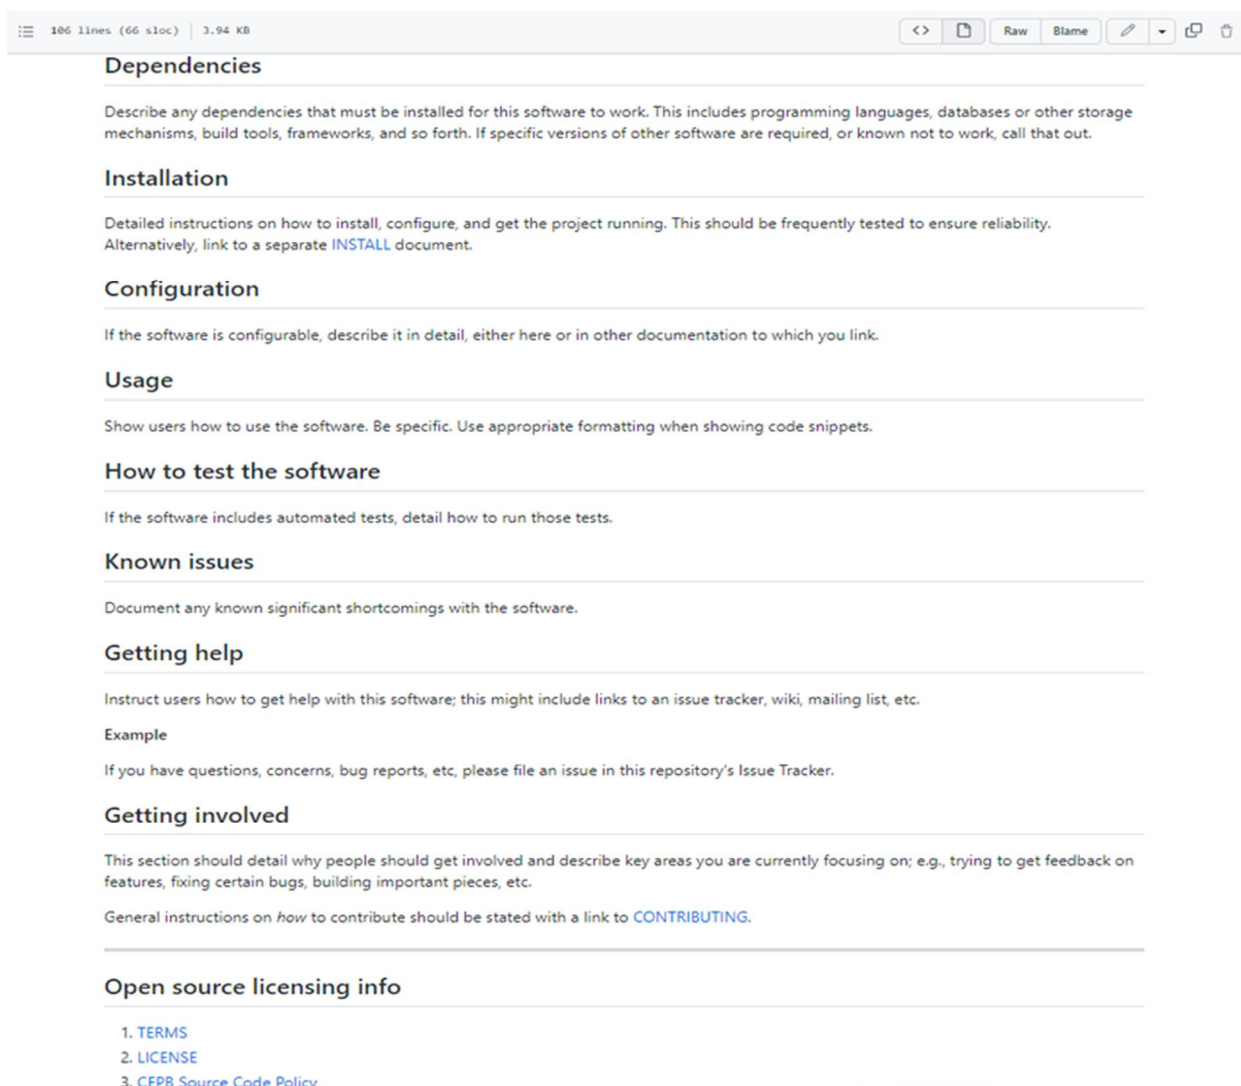 106 lines (66 sloc) | 3.94 KB
<> Raw Blame
Dependencies
Describe any dependencies that must be installed for this software to work. This includes programming languages, databases or other storage
mechanisms, build tools, frameworks, and so forth. If specific versions of other software are required, or known not to work, call that out.
Installation
Detailed instructions on how to install, configure, and get the project running. This should be frequently tested to ensure reliability.
Alternatively, link to a separate INSTALL document.
Configuration
If the software is configurable, describe it in detail, either here or in other documentation to which you link.
Usage
Show users how to use the software. Be specific. Use appropriate formatting when showing code snippets.
How to test the software
If the software includes automated tests, detail how to run those tests.
Known issues
Document any known significant shortcomings with the software.
Getting help
Instruct users how to get help with this software; this might include links to an issue tracker, wiki, mailing list, etc.
Example
If you have questions, concerns, bug reports, etc, please file an issue in this repository's Issue Tracker.
Getting involved
This section should detail why people should get involved and describe key areas you are currently focusing on; e.g., trying to get feedback on
features, fixing certain bugs, building important pieces, etc.
General instructions on how to contribute should be stated with a link to CONTRIBUTING.
Open source licensing info
1. TERMS
2. LICENSE
3. CFPB Source Code Policy